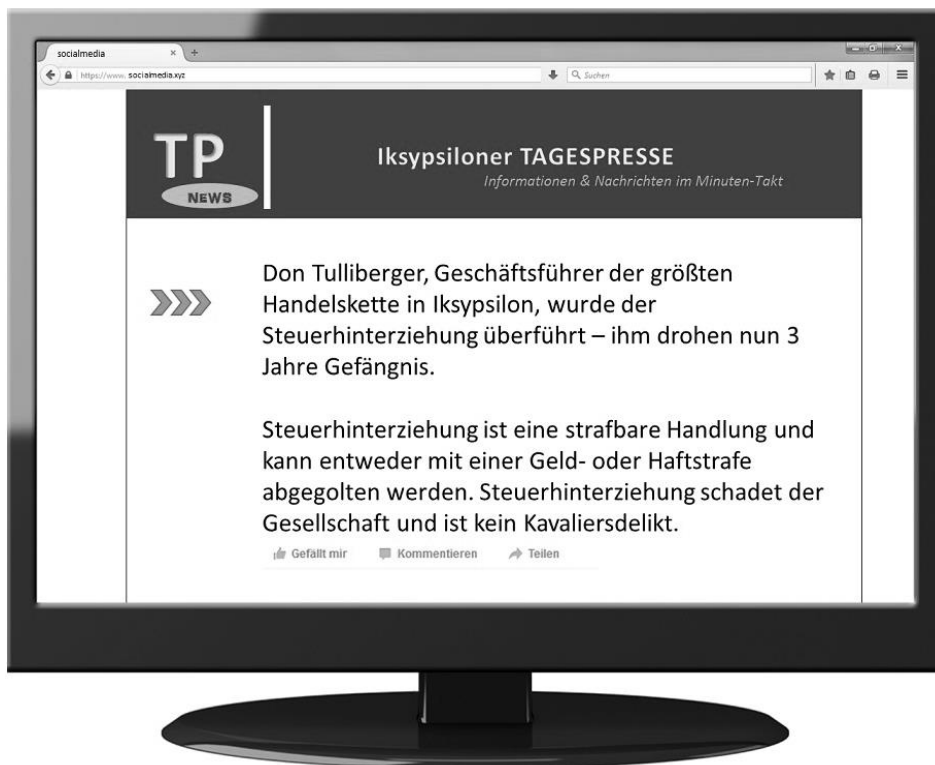 socialmedia × +
https://www. socialmedia.xyz Suchen
TP
NEWS
Iksypsiloner TAGESPRESSE
Informationen & Nachrichten im Minuten-Takt
Don Tulliberger, Geschäftsführer der größten
Handelskette in Iksypsilon, wurde der
Steuerhinterziehung überführt – ihm drohen nun 3
Jahre Gefängnis.
Steuerhinterziehung ist eine strafbare Handlung und
kann entweder mit einer Geld- oder Haftstrafe
abgegolten werden. Steuerhinterziehung schadet der
Gesellschaft und ist kein Kavaliersdelikt.
Gefällt mir Kommentieren Teilen